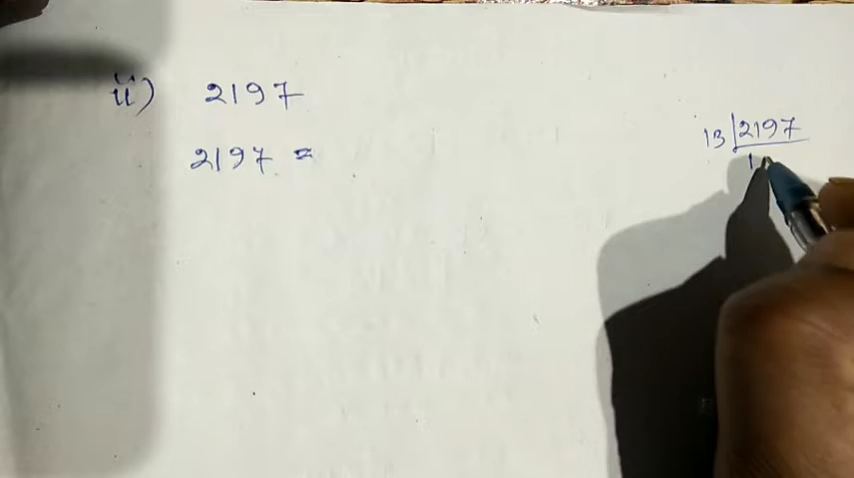 ii) 2197
2197 =
13 | 2197
1